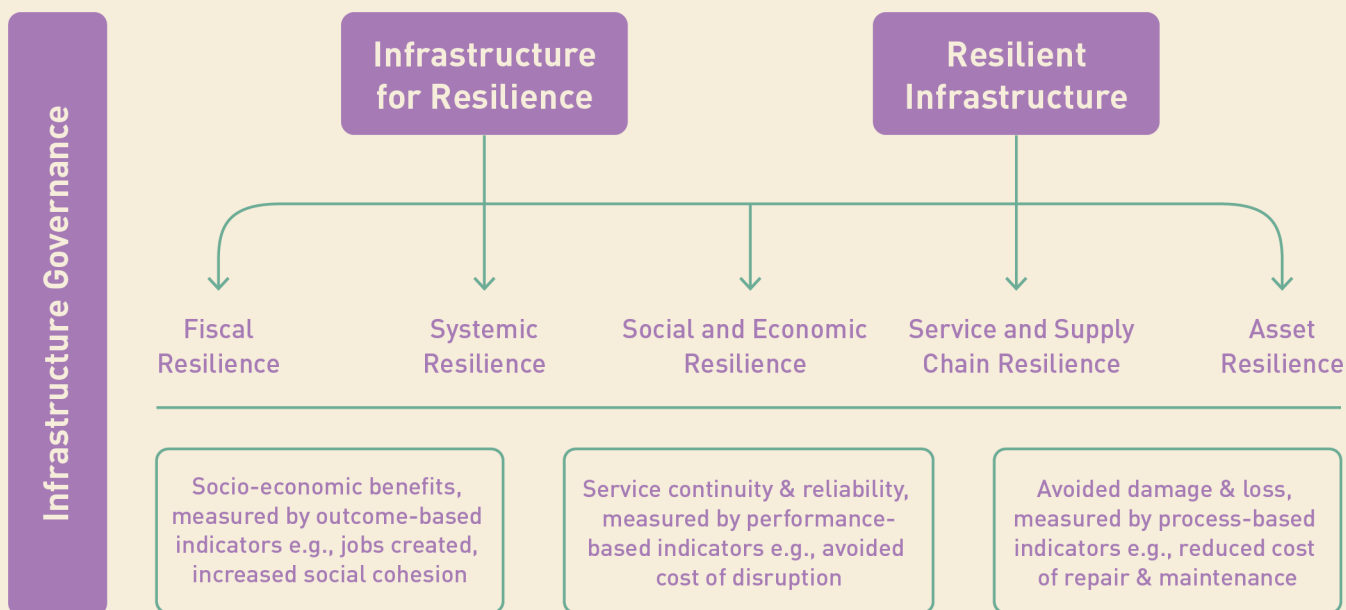 Infrastructure Governance
Infrastructure
for Resilience
Resilient
Infrastructure
Fiscal
Resilience
Systemic
Resilience
Social and Economic
Resilience
Service and Supply
Chain Resilience
Asset
Resilience
Socio-economic benefits,
measured by outcome-based
indicators e.g., jobs created,
increased social cohesion
Service continuity & reliability,
measured by performance-
based indicators e.g., avoided
cost of disruption
Avoided damage & loss,
measured by process-based
indicators e.g., reduced cost
of repair & maintenance